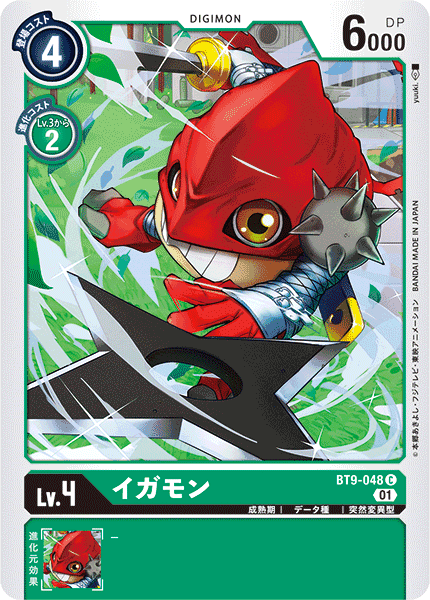 登場コスト
4
DIGIMON
6000
DP
進化コスト
Lv.3から
2
yuuki.
©本郷あきよし・フジテレビ・東映アニメーション BANDAI MADE IN JAPAN
Lv.4
イガモン
BT9-048 C
01
成熟期 | データ種 | 突然変異型
進化元効果
–